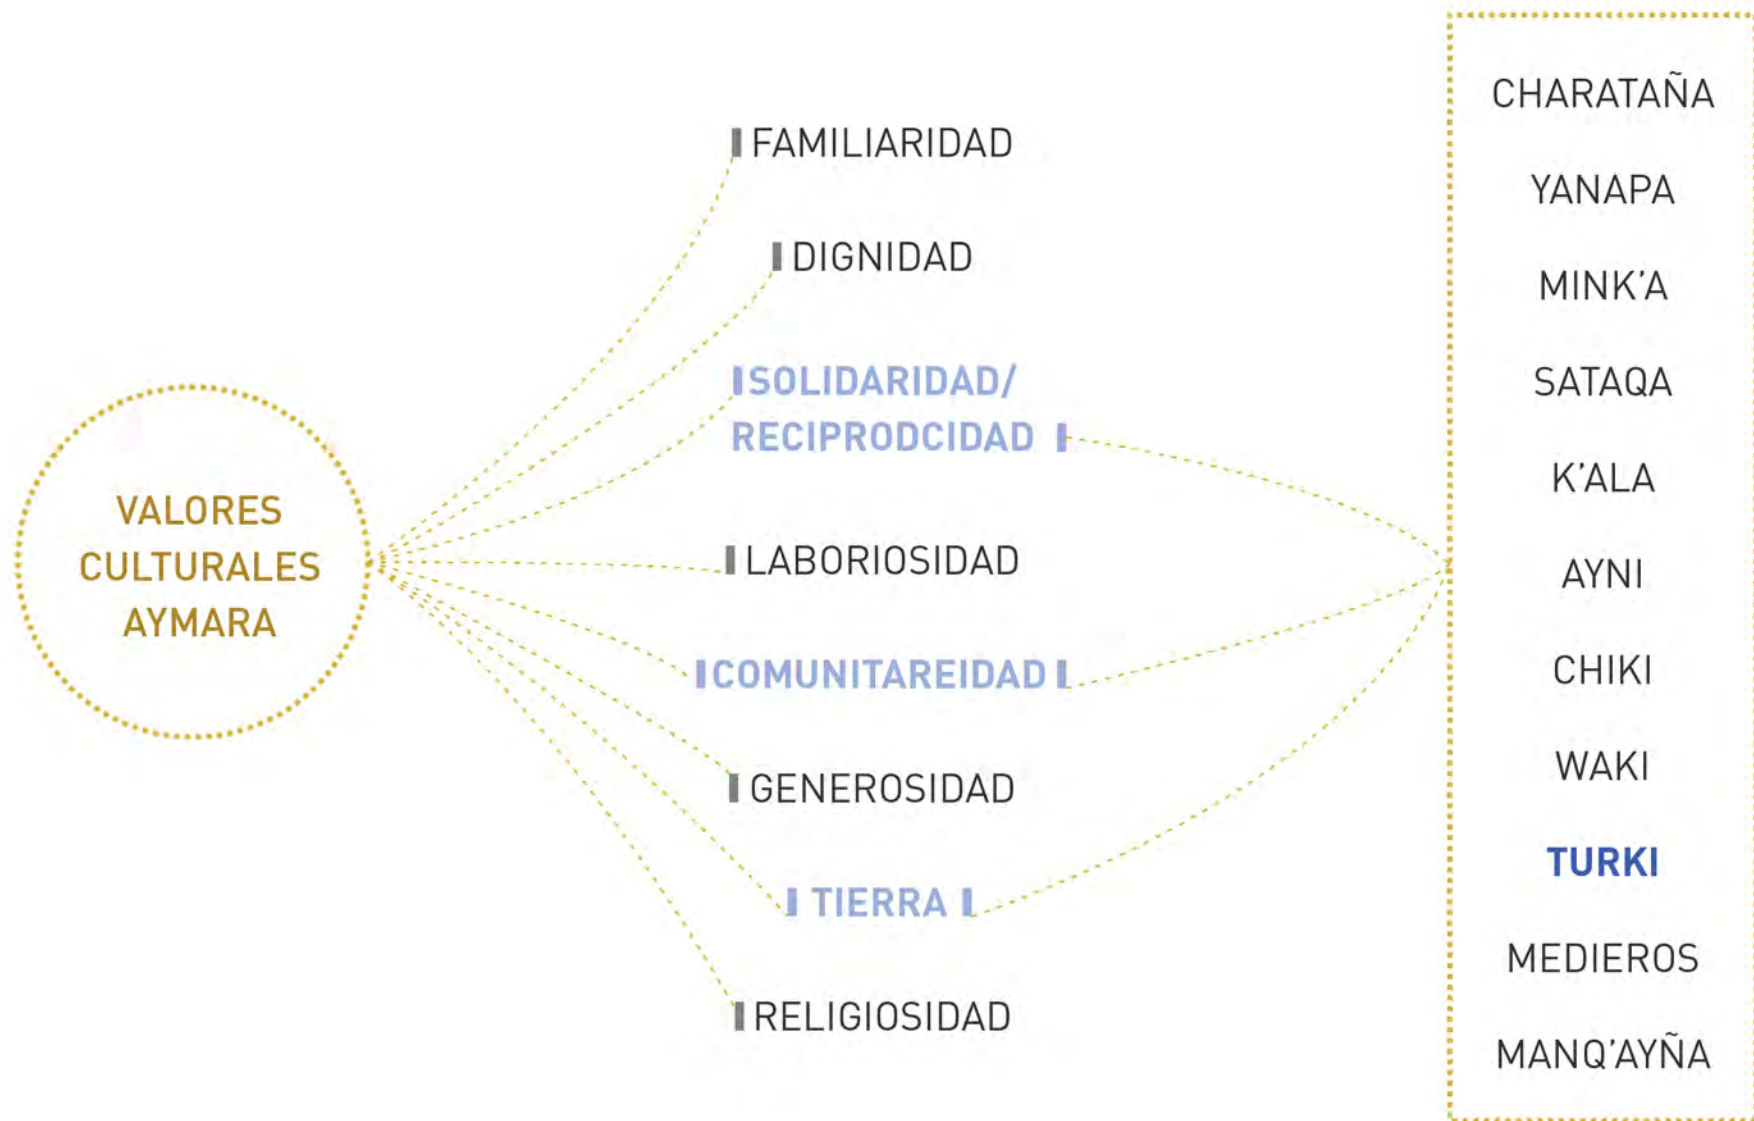 VALORES
CULTURALES
AYMARA
FAMILIARIDAD
DIGNIDAD
SOLIDARIDAD/
RECIPRODCIDAD
LABORIOSIDAD
COMUNITAREIDAD
GENEROSIDAD
TIERRA
RELIGIOSIDAD
CHARATAÑA
YANAPA
MINK'A
SATAQA
K'ALA
AYNI
CHIKI
WAKI
TURKI
MEDIEROS
MANQ'AYÑA